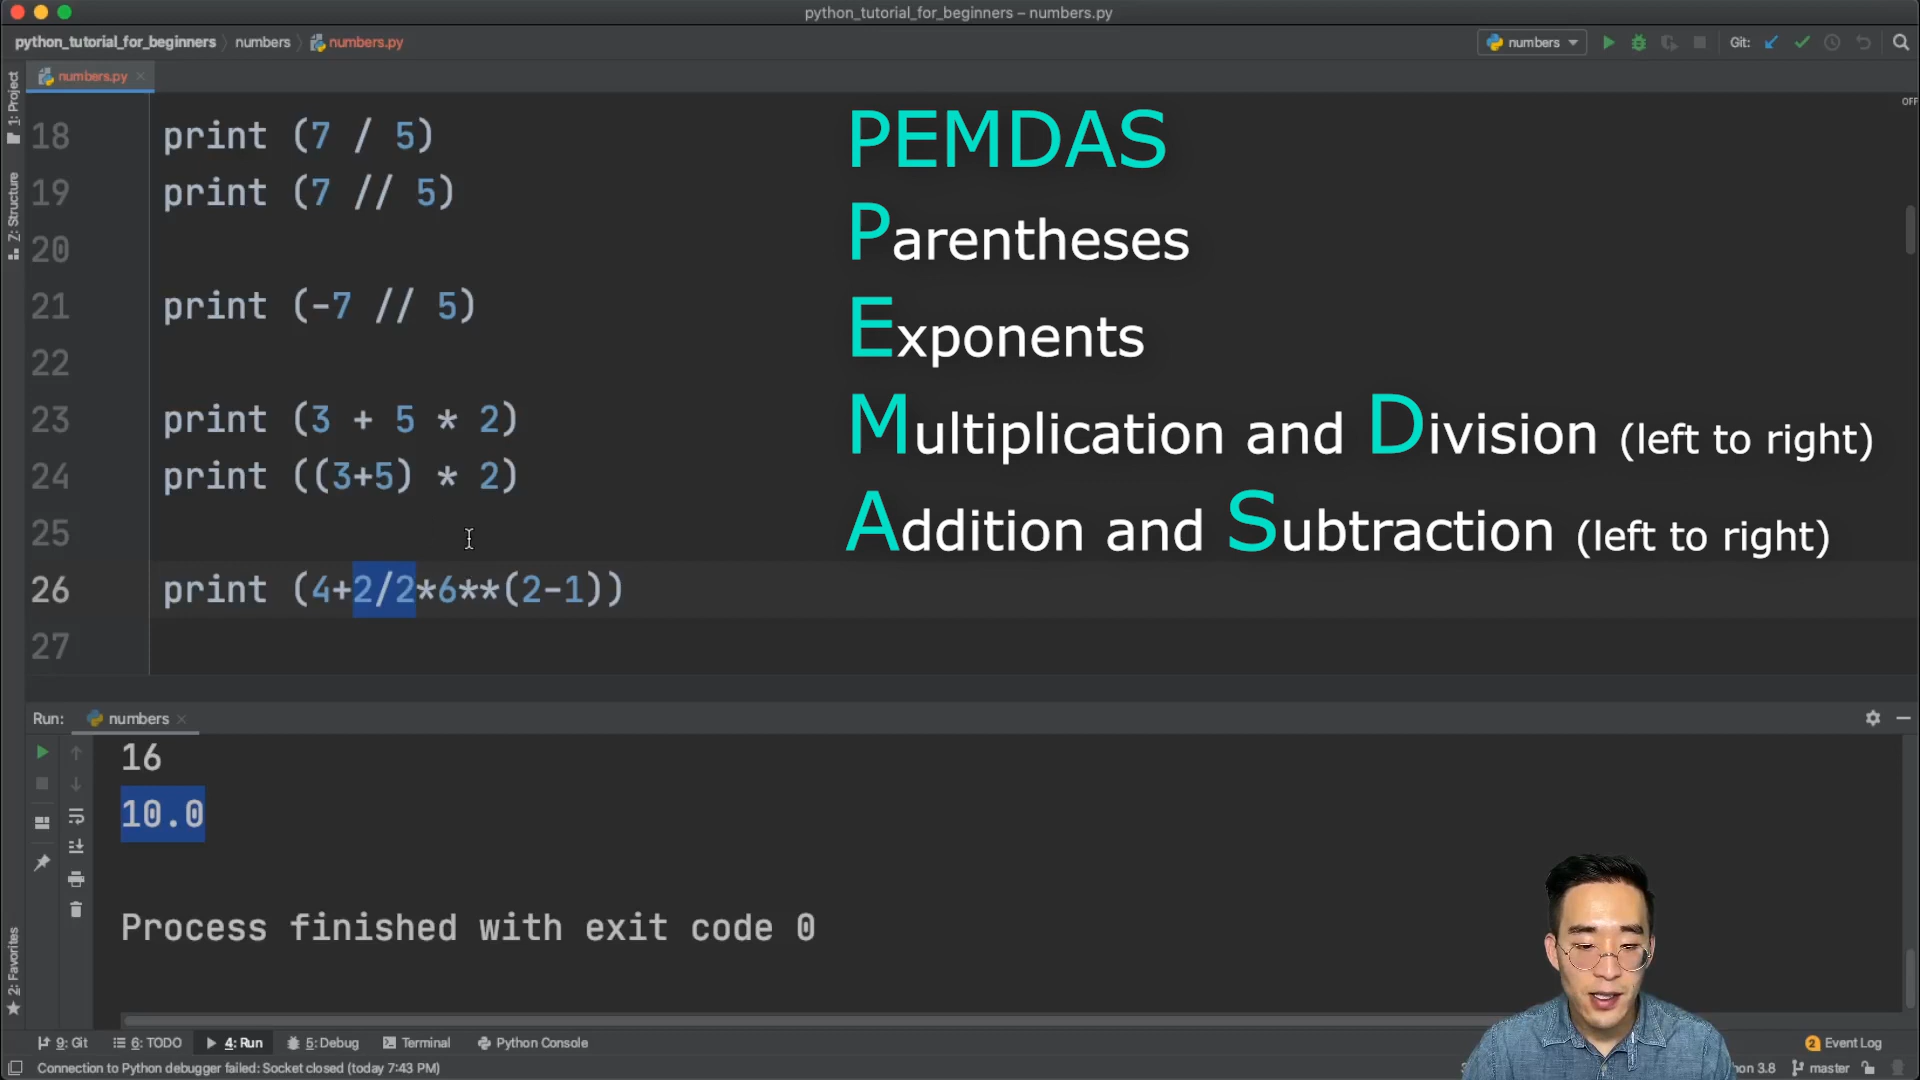 python_tutorial_for_beginners – numbers.py
python_tutorial_for_beginners numbers numbers.py
numbers
Git:
numbers.py
OFF
1: Project
Z: Structure
2: Favorites
18 print (7 / 5)
19 print (7 // 5)
20
21 print (-7 // 5)
22
23 print (3 + 5 * 2)
24 print ((3+5) * 2)
25
26 print (4+2/2*6**(2-1))
27
PEMDAS
Parentheses
Exponents
Multiplication and Division (left to right)
Addition and Subtraction (left to right)
Run: numbers
16
10.0
Process finished with exit code 0
9: Git 6: TODO 4: Run 5: Debug Terminal Python Console 2 Event Log
Connection to Python debugger failed: Socket closed (today 7:43 PM) 3.8 master